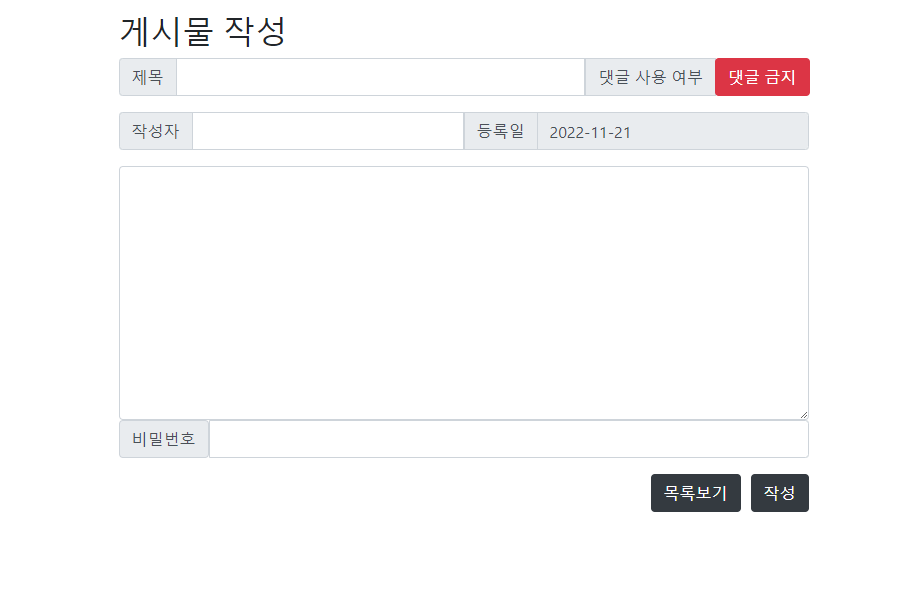 게시물 작성
제목 댓글 사용 여부 댓글 금지
작성자 등록일 2022-11-21
비밀번호
목록보기 작성